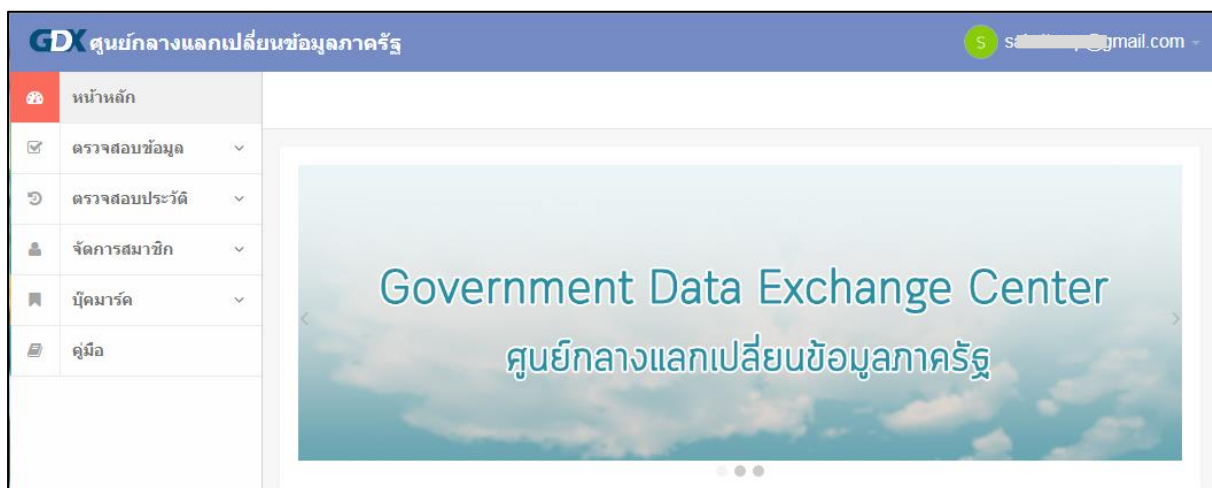 GDX ศูนย์กลางแลกเปลี่ยนข้อมูลภาครัฐ
S
gmail.com
หน้าหลัก
ตรวจสอบข้อมูล
ตรวจสอบประวัติ
จัดการสมาชิก
บุ๊คมาร์ค
คู่มือ
Government Data Exchange Center
ศูนย์กลางแลกเปลี่ยนข้อมูลภาครัฐ